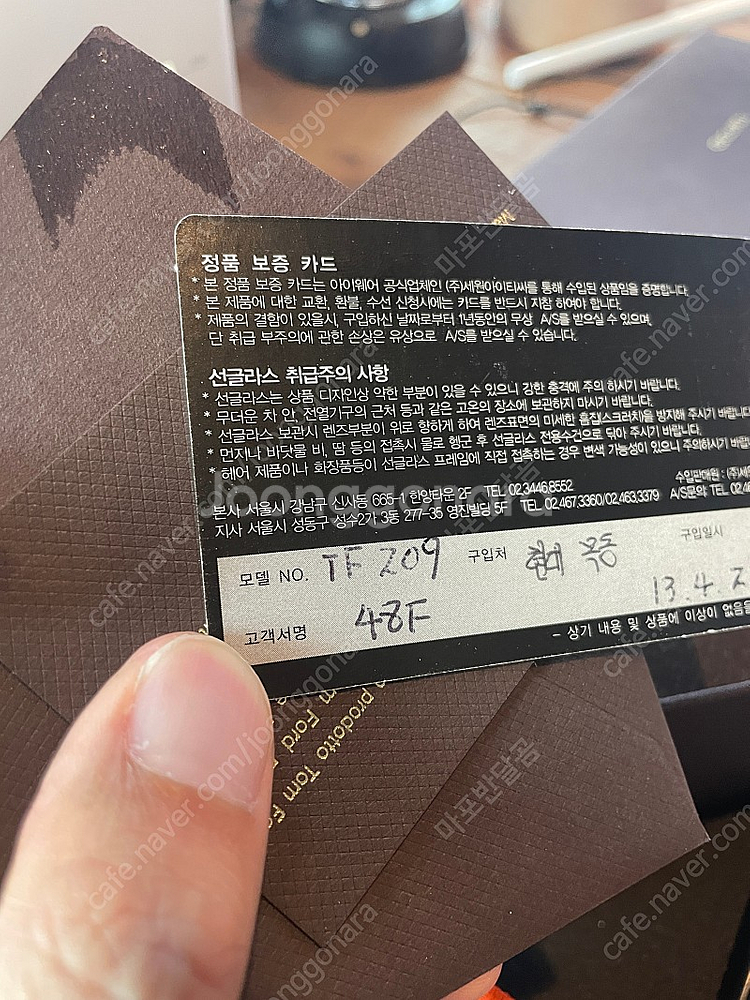 정품 보증 카드
* 본 정품 보증 카드는 아이웨어 공식업체인 (주)세원아이티씨를 통해 수입된 상품임을 증명합니다.
* 본 제품에 대한 교환, 환불, 수선 신청시에는 카드를 반드시 지참 하여야 합니다.
* 제품의 결함이 있을시, 구입하신 날짜로부터 1년동안의 무상 A/S를 받을실 수 있으며,
단 취급 부주의에 관한 손상은 유상으로 A/S를 받으실 수 있습니다.
선글라스 취급주의 사항
* 선글라스는 상품 디자인상 약한 부분이 있을 수 있으니 강한 충격에 주의 하시기 바랍니다.
* 무더운 차 안, 전열기구의 근처 등과 같은 고온의 장소에 보관하지 마시기 바랍니다.
* 선글라스 보관시 렌즈부분이 위로 향하게 하여 렌즈표면의 미세한 흠집(스크래치)을 방지해 주시기 바랍니다
* 먼지나 바닷물 비, 땀 등의 접촉시 물로 헹군 후 선글라스 전용수건으로 닦아 주시기 바랍니다.
* 헤어 제품이나 화장품등이 선글라스 프레임에 직접 접촉하는 경우 변색 가능성이 있으니 주의하시기 바랍
수입판매원 : (주)세
본사 서울시 강남구 신사동 665-1 한양타운 2F TEL. 02.3446.8552
지사 서울시 성동구 성수2가 3동 277-35 영진빌딩 5F TEL. 02.467.3360/02.463.3379 A/S문의 TEL. 02.46
모델 NO. TF 209 구입처 현대 목동 구입일시
13.4.2
고객서명 48F
- 상기 내용 및 상품에 이상이 없음을
prodotto Tom F
Tom Ford
Joonggonara
cafe.naver.com/joonggonara
마포반달곰